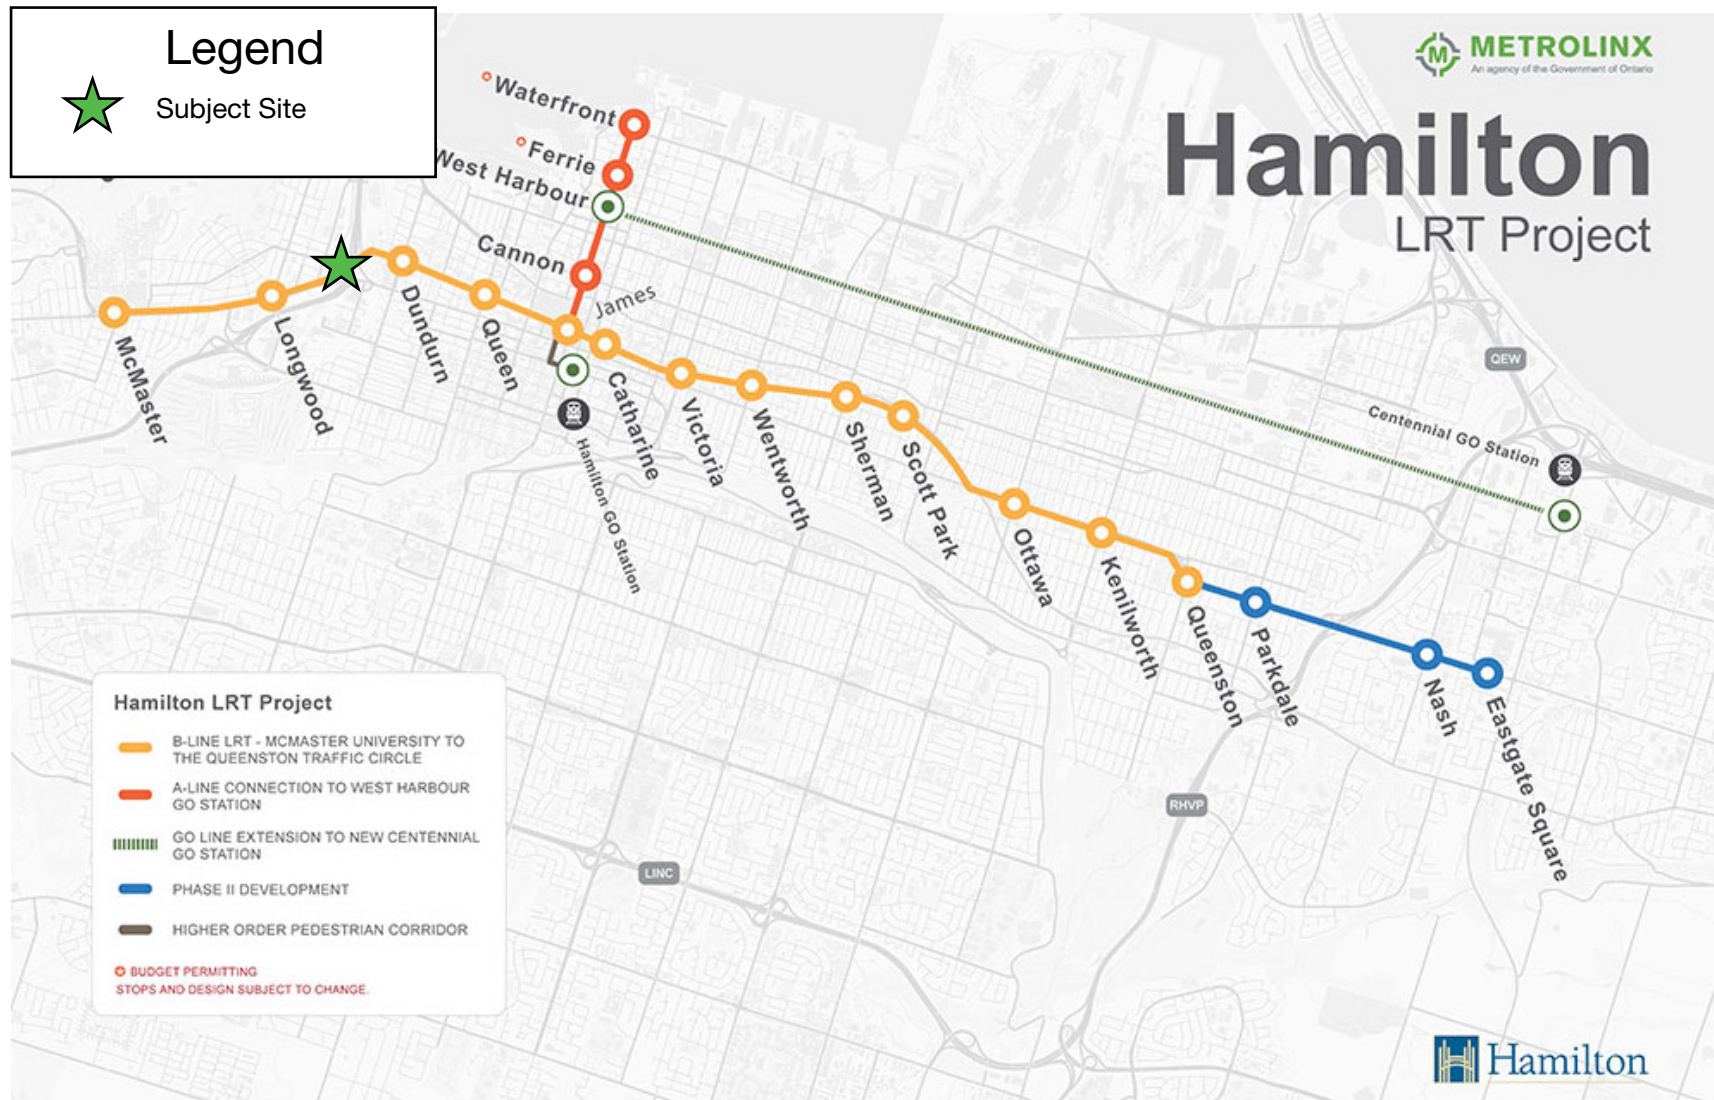 Legend
Subject Site
METROLINX
An agency of the Government of Ontario
Hamilton
LRT Project
Waterfront
Ferrie
West Harbour
Cannon
James
McMaster
Longwood
Dundurn
Queen
Catharine
Hamilton GO Station
Victoria
Wentworth
Sherman
Scott Park
Ottawa
Kenilworth
Queenston
Parkdale
Nash
Eastgate Square
Centennial GO Station
QEW
RHVP
LINC
Hamilton LRT Project
B-LINE LRT - MCMASTER UNIVERSITY TO
THE QUEENSTON TRAFFIC CIRCLE
A-LINE CONNECTION TO WEST HARBOUR
GO STATION
GO LINE EXTENSION TO NEW CENTENNIAL
GO STATION
PHASE II DEVELOPMENT
HIGHER ORDER PEDESTRIAN CORRIDOR
BUDGET PERMITTING
STOPS AND DESIGN SUBJECT TO CHANGE.
Hamilton